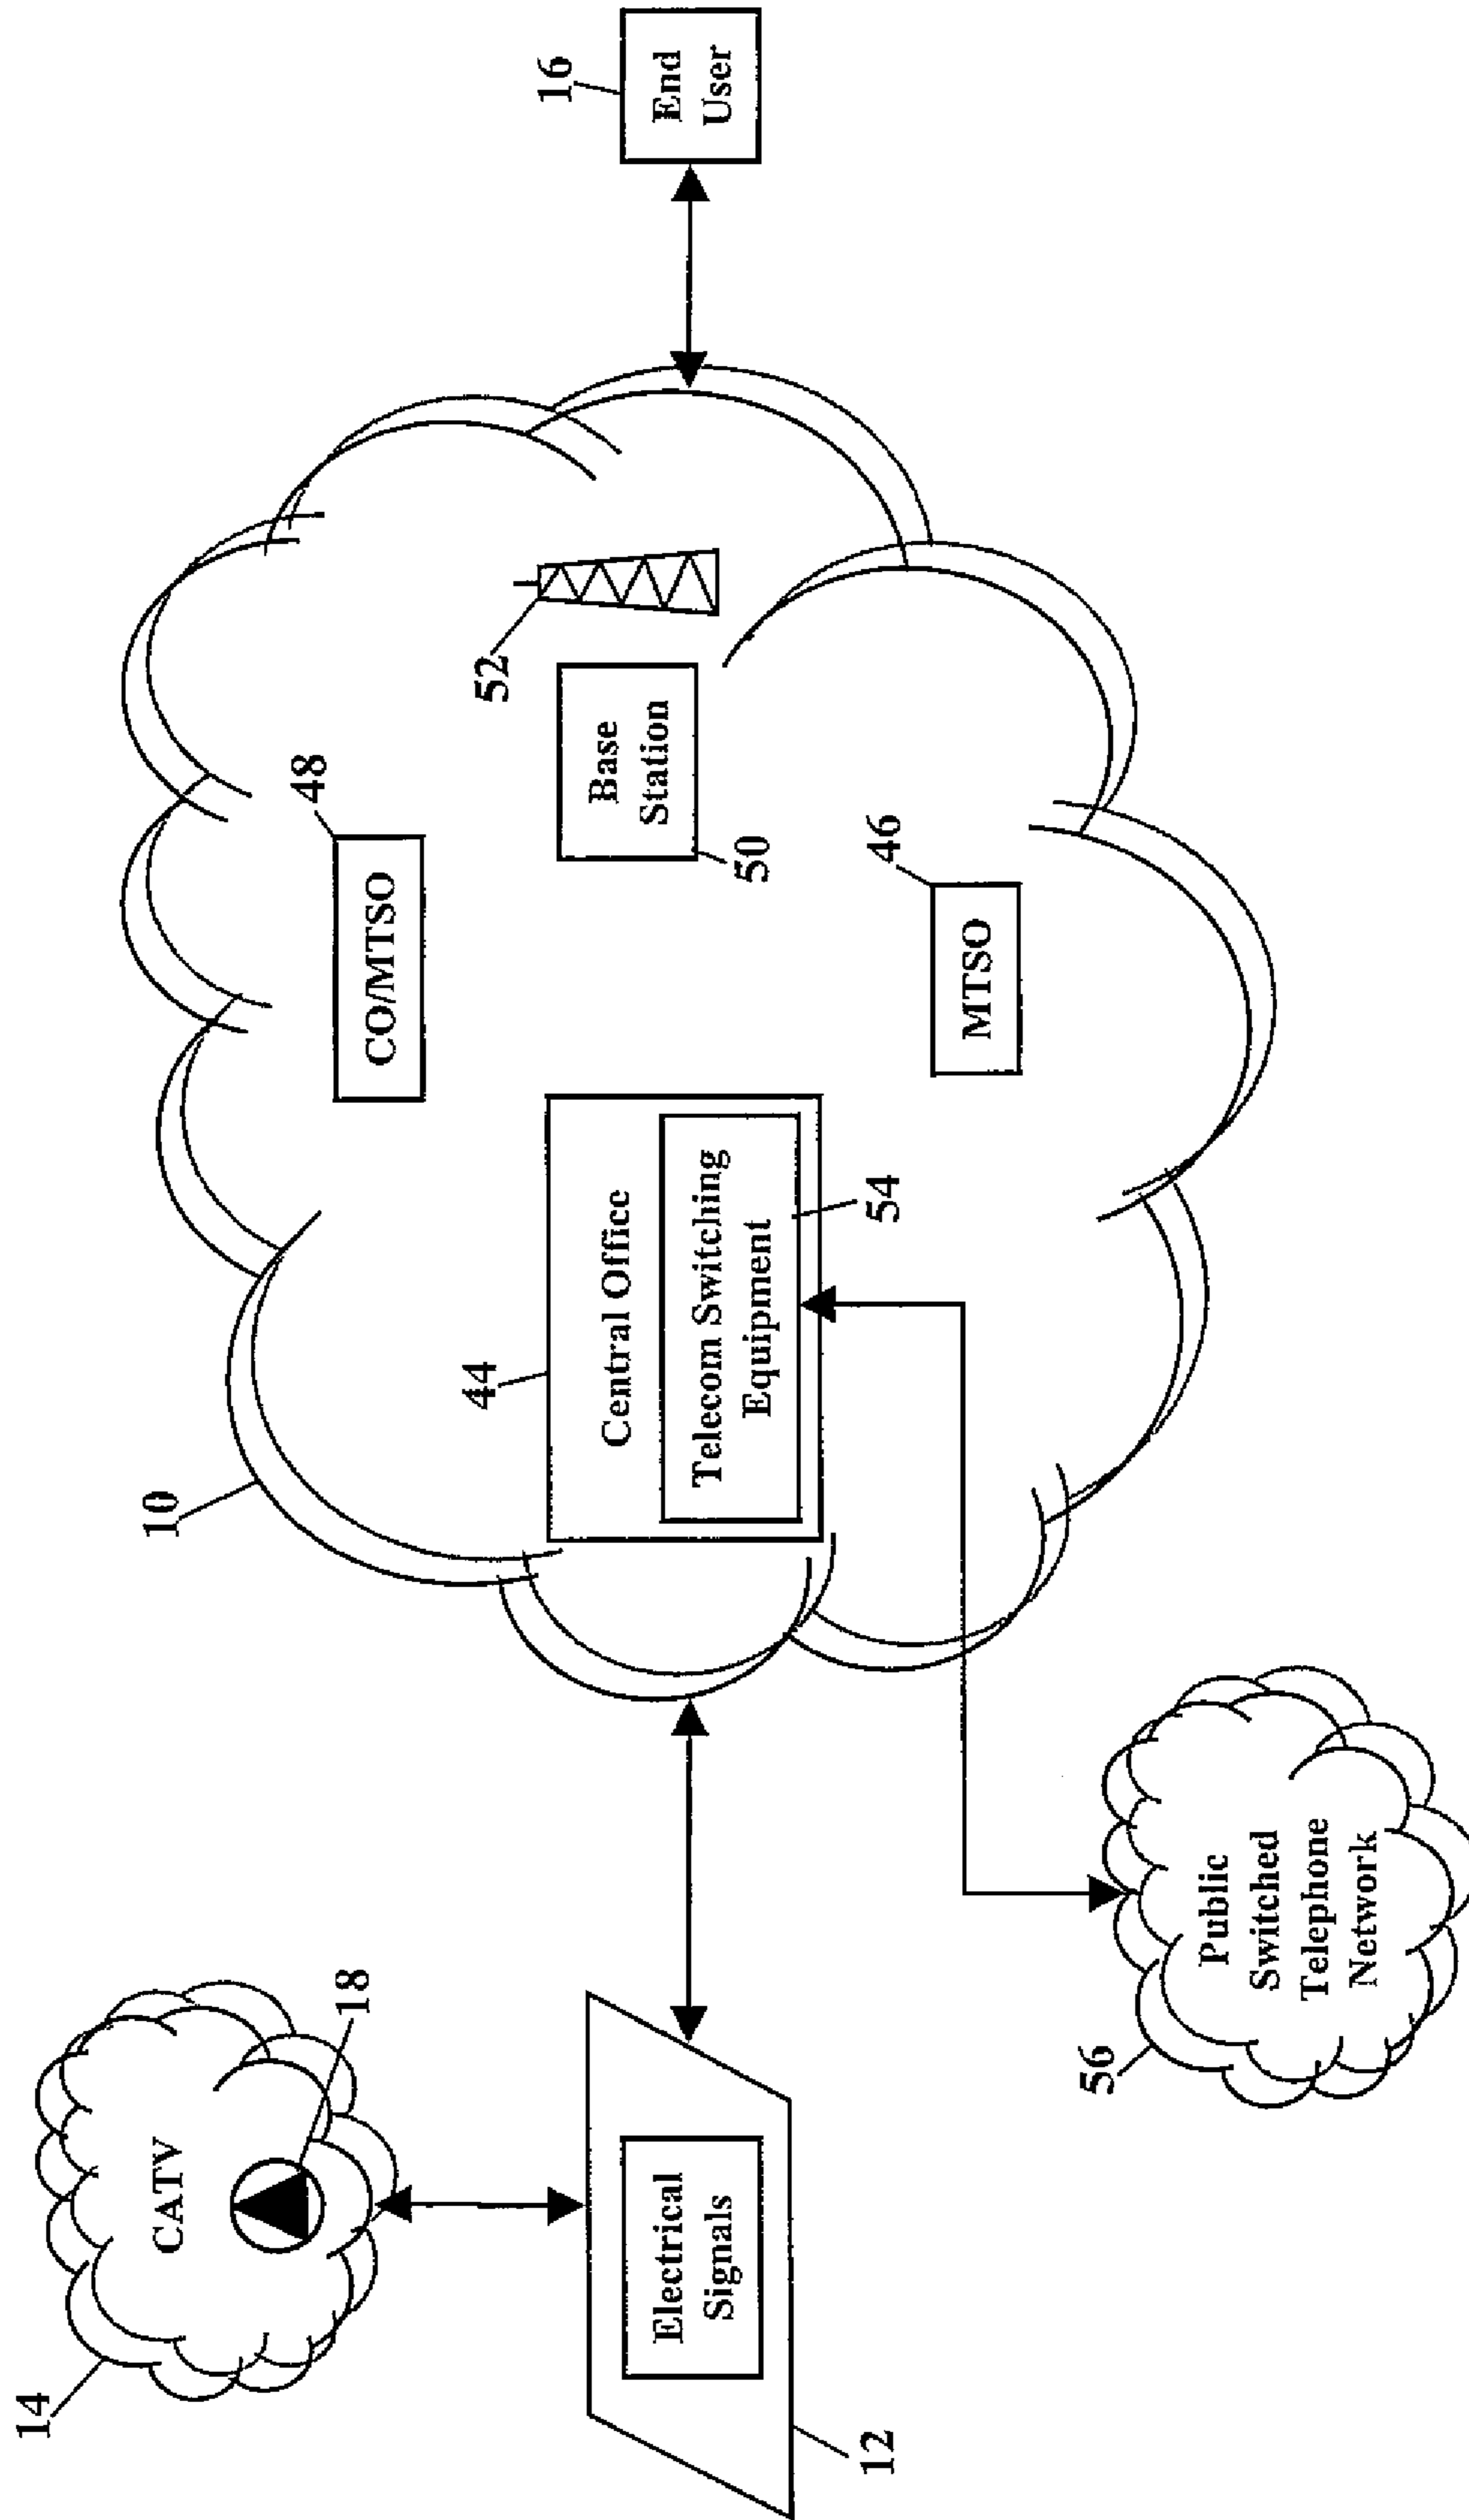 14
CATV
18
12
Electrical
Signals
10
44
Central Office
Telecom Switching
Equipment
54
48
CO/MTSO
52
Base
Station
50
46
MTSO
16
End
User
56
Public
Switched
Telephone
Network